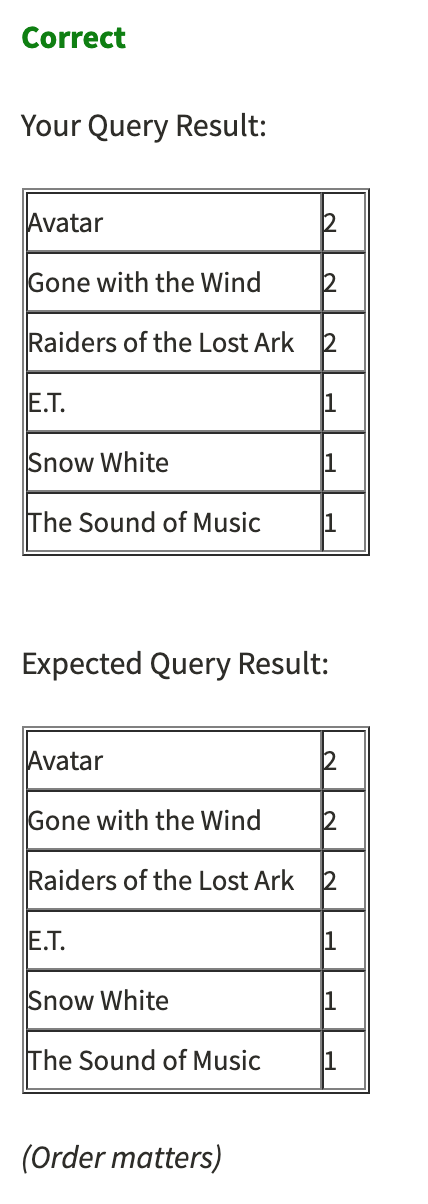 Correct
Your Query Result:
Avatar 2
Gone with the Wind 2
Raiders of the Lost Ark 2
E.T. 1
Snow White 1
The Sound of Music 1
Expected Query Result:
Avatar 2
Gone with the Wind 2
Raiders of the Lost Ark 2
E.T. 1
Snow White 1
The Sound of Music 1
(Order matters)